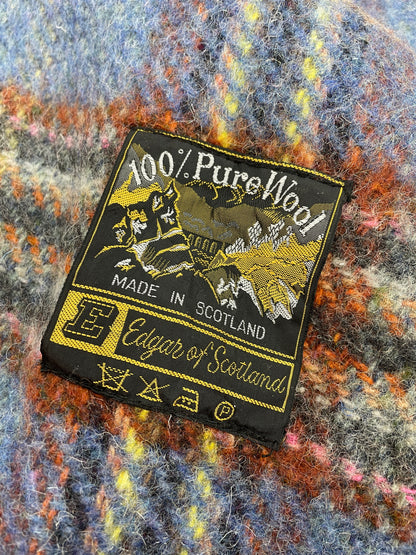 100% Pure Wool
MADE IN SCOTLAND
E
Edgar of Scotland
P